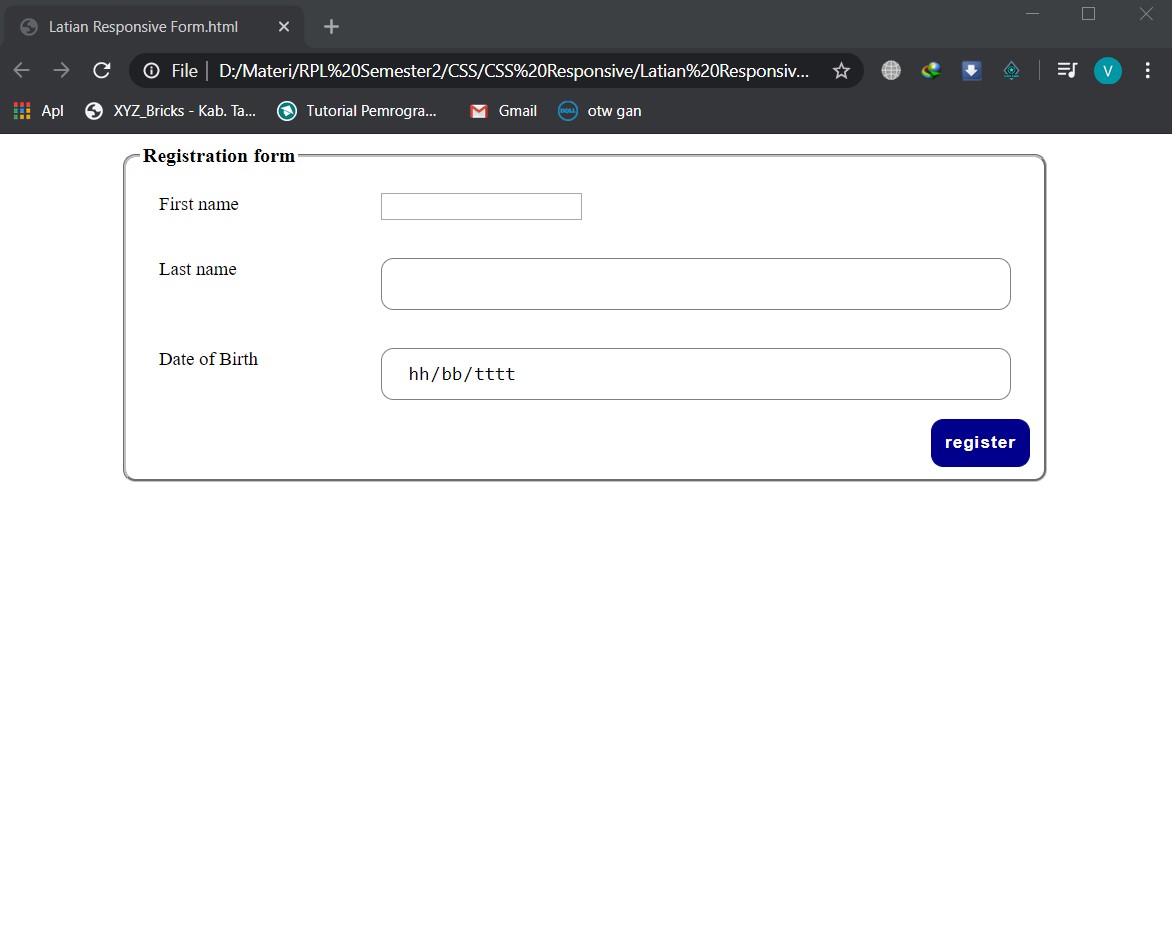 Latian Responsive Form.html
File D:/Materi/RPL%20Semester2/CSS/CSS%20Responsive/Latian%20Responsiv... V
Apl XYZ_Bricks - Kab. Ta... Tutorial Pemrogra... Gmail DELL otw gan
Registration form
First name
Last name
Date of Birth hh/bb/tttt
register